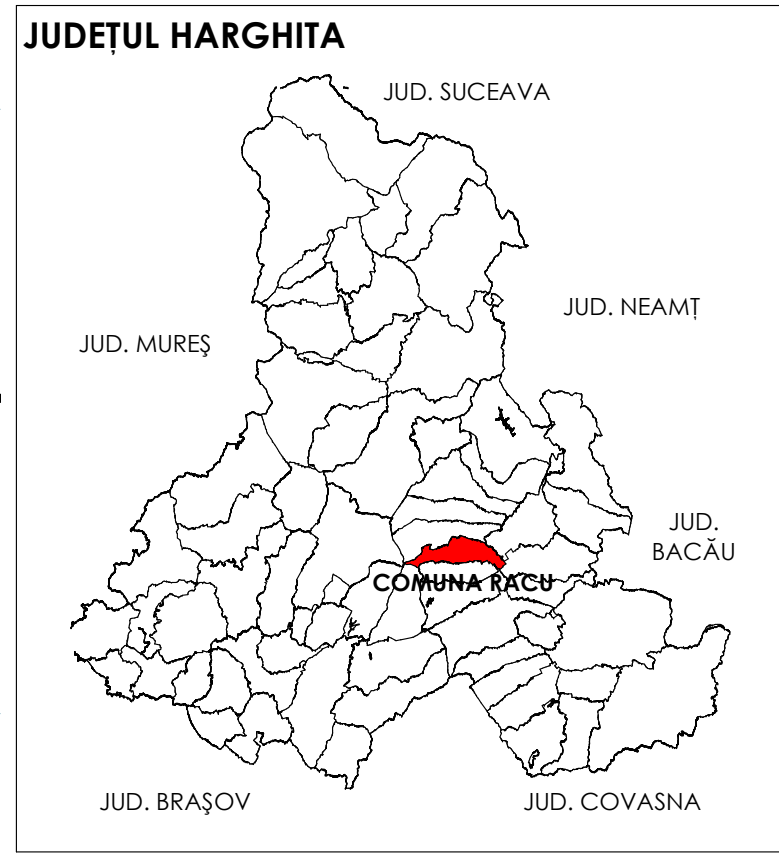 JUDEȚUL HARGHITA
JUD. SUCEAVA
JUD. NEAMȚ
JUD. MUREŞ
JUD.
BACĂU
COMUNA RACU
JUD. BRAŞOV
JUD. COVASNA